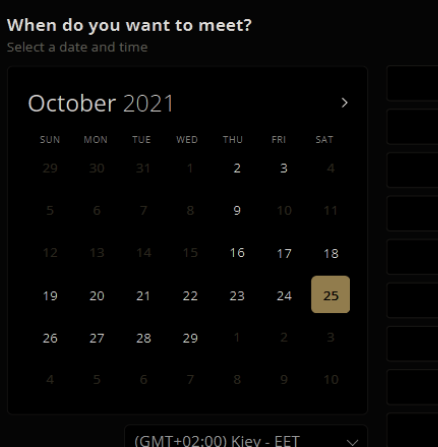 When do you want to meet?
Select a date and time
October 2021 >
SUN MON TUE WED THU FRI SAT
29 30 31 1 2 3 4
5 6 7 8 9 10 11
12 13 14 15 16 17 18
19 20 21 22 23 24 25
26 27 28 29 1 2 3
4 5 6 7 8 9 10
(GMT+02:00) Kiev - EET